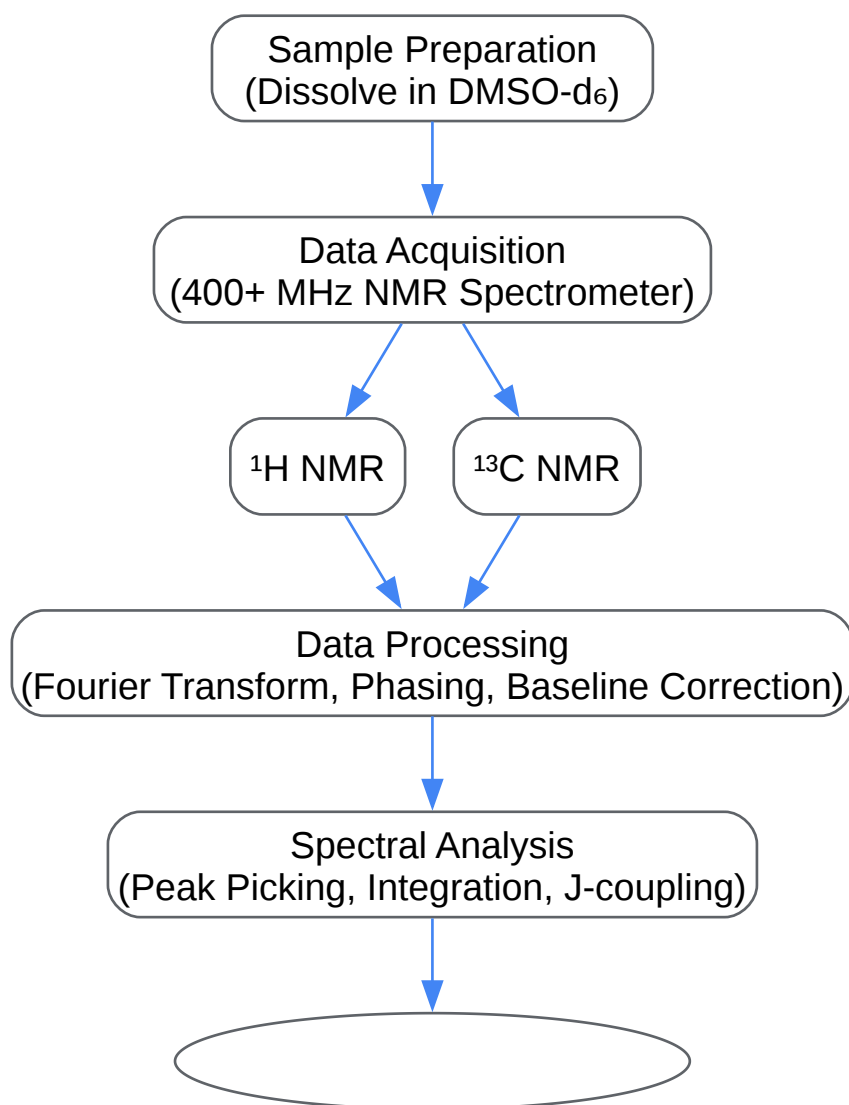 Sample Preparation
(Dissolve in DMSO-d₆)
Data Acquisition
(400+ MHz NMR Spectrometer)
¹H NMR
¹³C NMR
Data Processing
(Fourier Transform, Phasing, Baseline Correction)
Spectral Analysis
(Peak Picking, Integration, J-coupling)